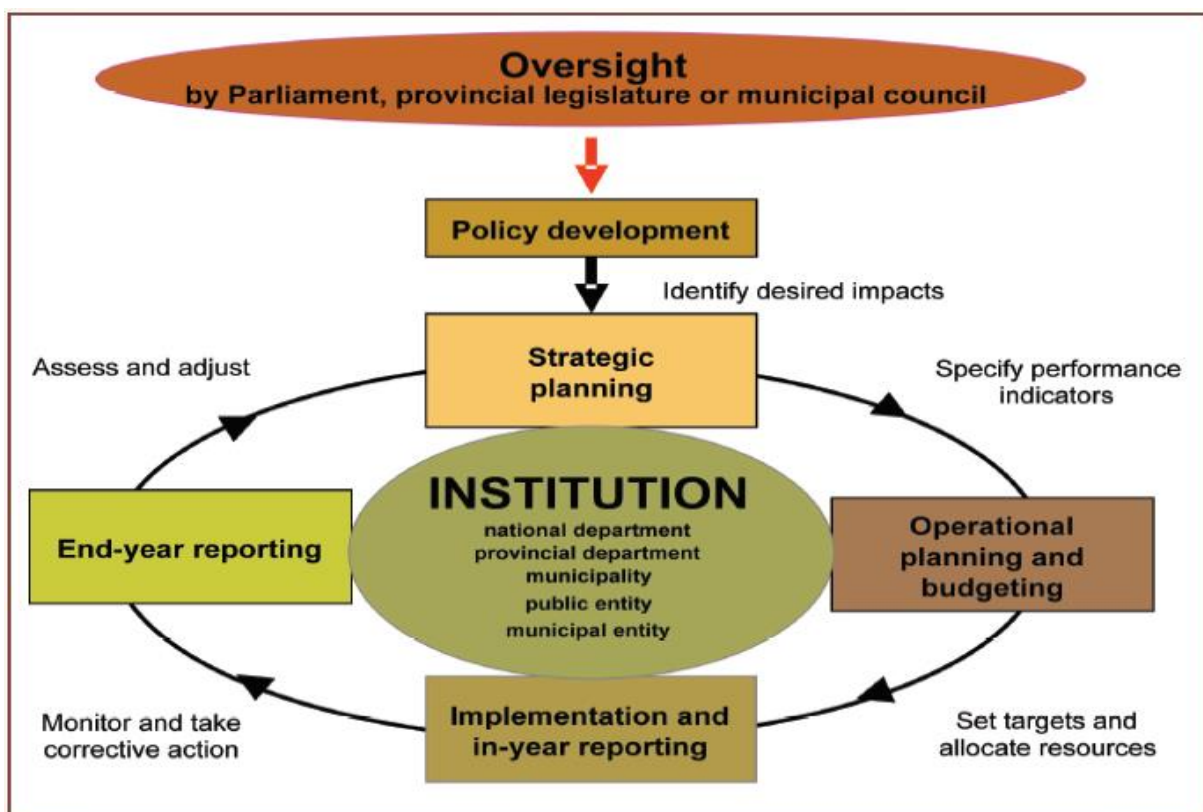 Oversight
by Parliament, provincial legislature or municipal council
Policy development
Identify desired impacts
Strategic
planning
Assess and adjust
Specify performance
indicators
INSTITUTION
national department
provincial department
municipality
public entity
municipal entity
End-year reporting
Operational
planning and
budgeting
Implementation and
in-year reporting
Monitor and take
corrective action
Set targets and
allocate resources